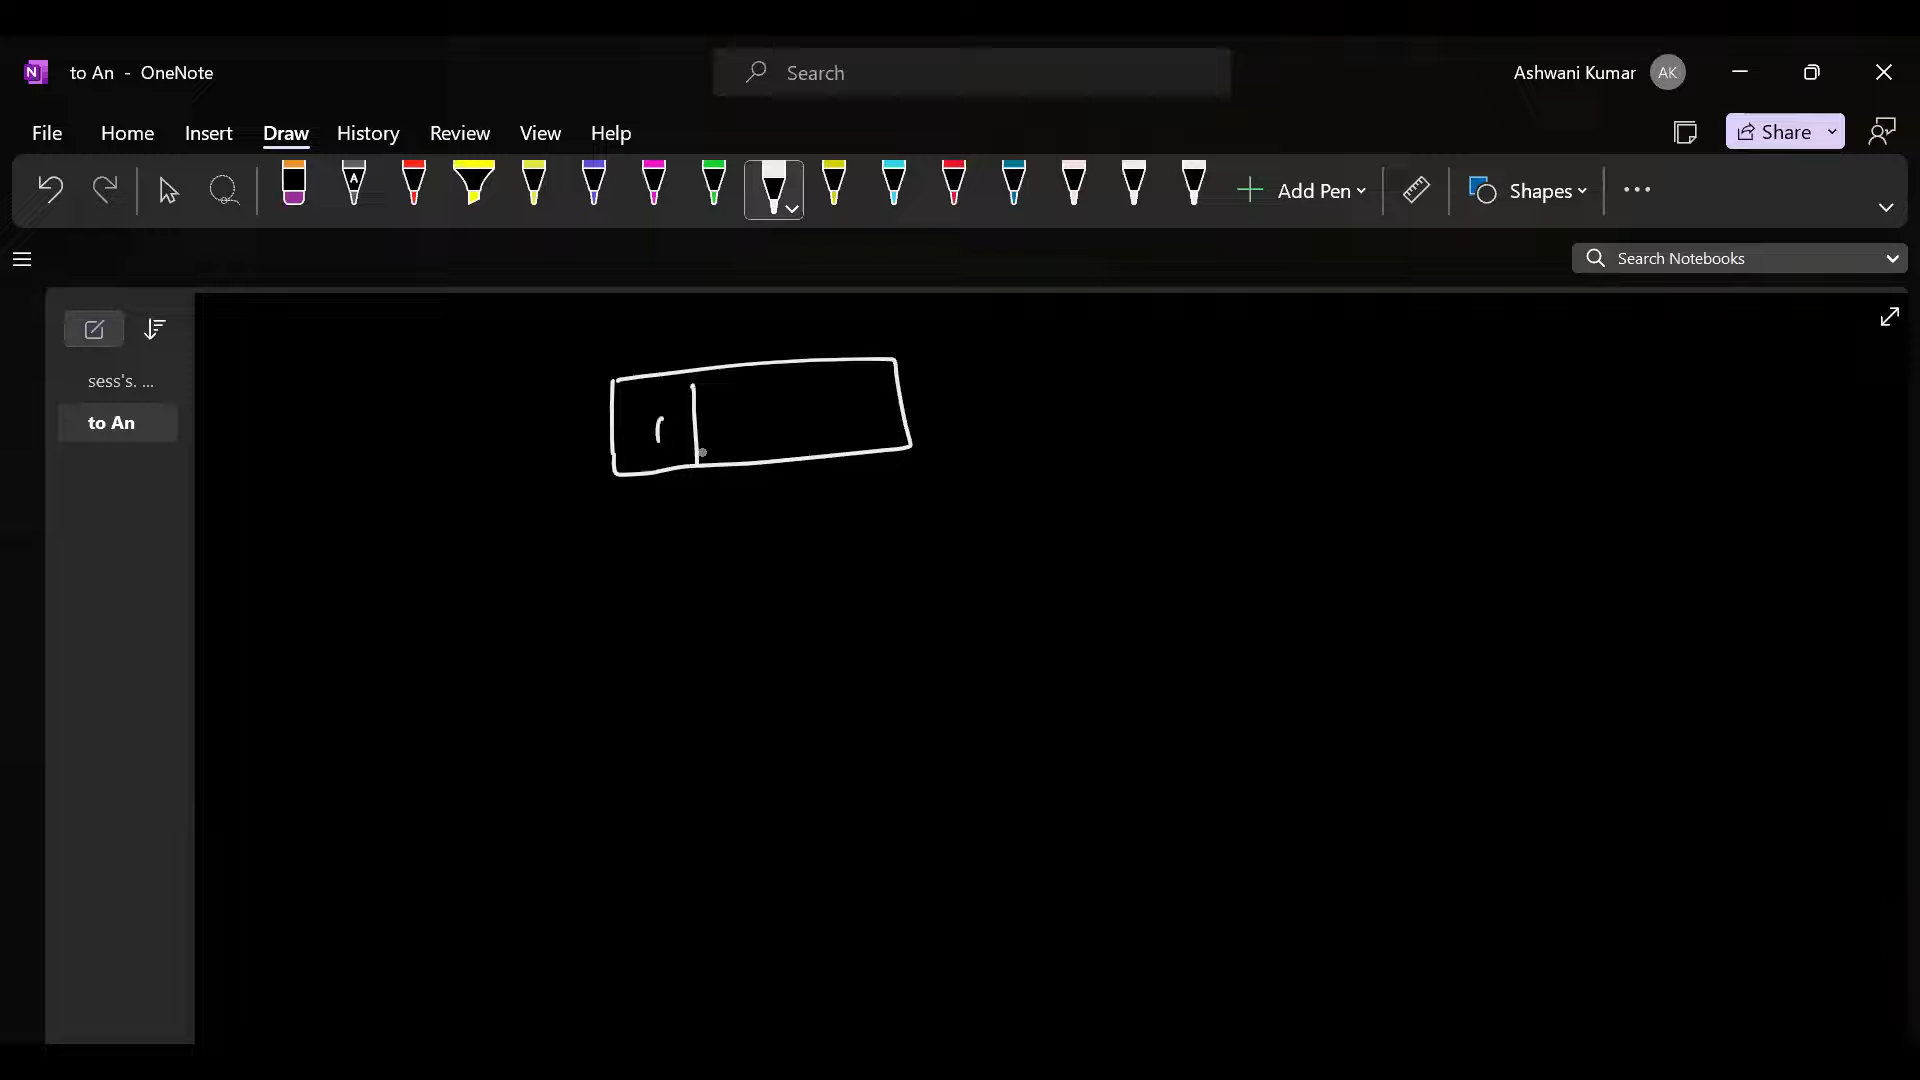 to An - OneNote
Search
Ashwani Kumar AK
File Home Insert Draw History Review View Help
Share
A
Add Pen
Shapes
Search Notebooks
sess's. ...
to An
1